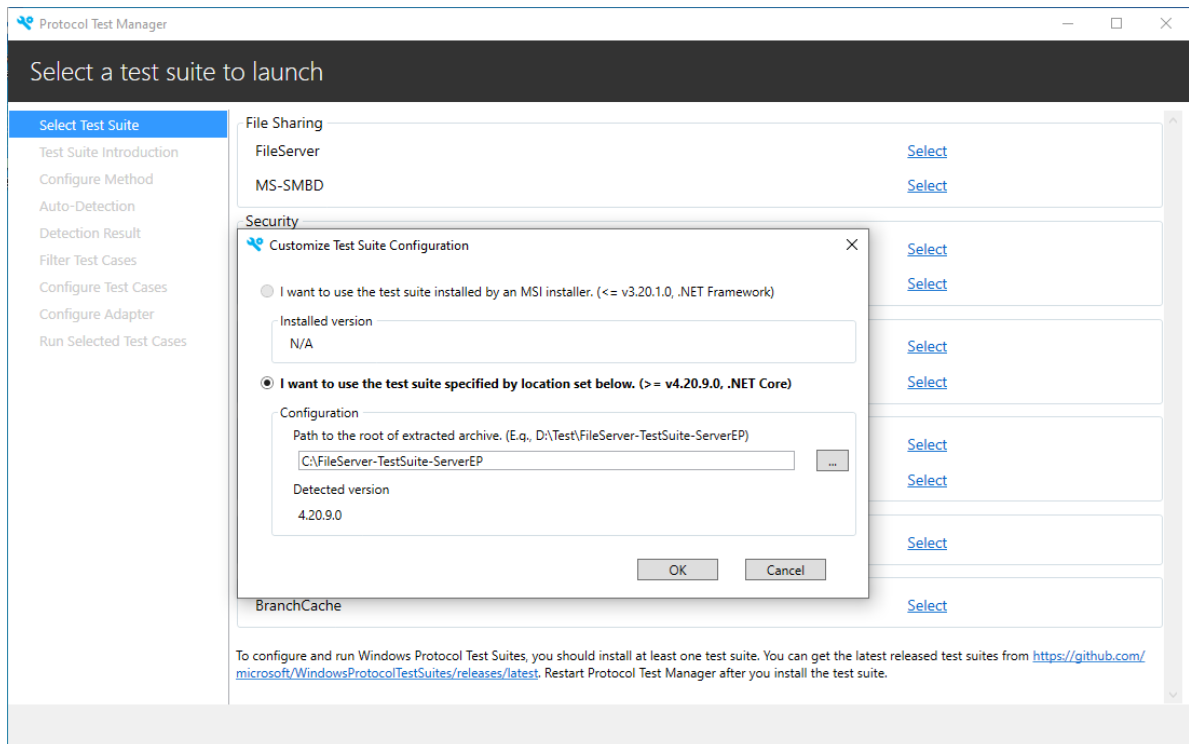 Protocol Test Manager
Select a test suite to launch
Select Test Suite
Test Suite Introduction
Configure Method
Auto-Detection
Detection Result
Filter Test Cases
Configure Test Cases
Configure Adapter
Run Selected Test Cases
File Sharing
FileServer Select
MS-SMBD Select
Security
Select
Select
Select
Select
Select
Select
Select
BranchCache Select
Customize Test Suite Configuration
I want to use the test suite installed by an MSI installer. (<= v3.20.1.0, .NET Framework)
Installed version
N/A
I want to use the test suite specified by location set below. (>= v4.20.9.0, .NET Core)
Configuration
Path to the root of extracted archive. (E.g., D:\Test\FileServer-TestSuite-ServerEP)
C:\FileServer-TestSuite-ServerEP
...
Detected version
4.20.9.0
OK Cancel
To configure and run Windows Protocol Test Suites, you should install at least one test suite. You can get the latest released test suites from https://github.com/
microsoft/WindowsProtocolTestSuites/releases/latest. Restart Protocol Test Manager after you install the test suite.